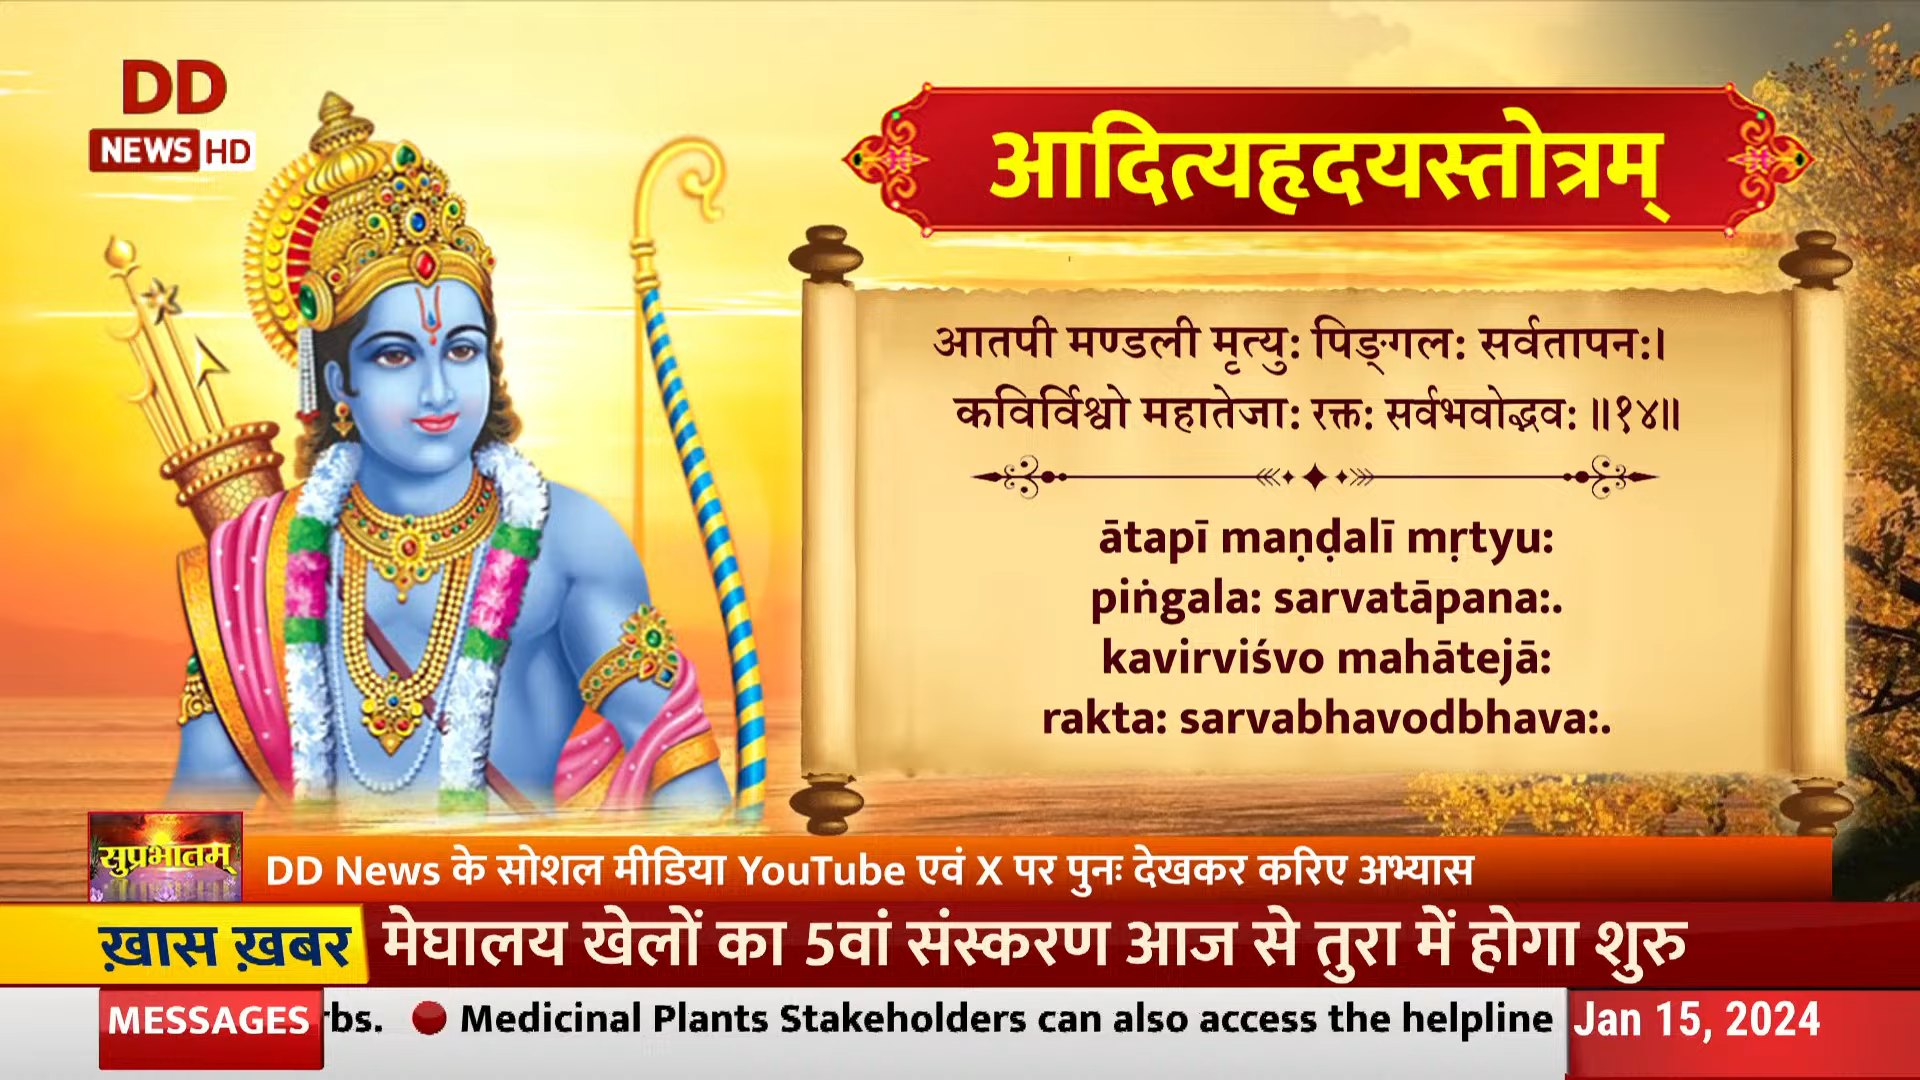 DD
NEWS HD
आदित्यहृदयस्तोत्रम्
आतपी मण्डली मृत्यु: पिङ्गल: सर्वतापन:।
कविर्विश्वो महातेजा: रक्त: सर्वभवोद्भव: ॥१४॥
ātapī maṇḍalī mṛtyu:
piṅgala: sarvatāpana:.
kavirviśvo mahātejā:
rakta: sarvabhavodbhava:.
सुप्रभातम्
DD News के सोशल मीडिया YouTube एवं X पर पुनः देखकर करिए अभ्यास
ख़ास ख़बर
मेघालय खेलों का 5वां संस्करण आज से तुरा में होगा शुरु
MESSAGES
rbs. Medicinal Plants Stakeholders can also access the helpline
Jan 15, 2024